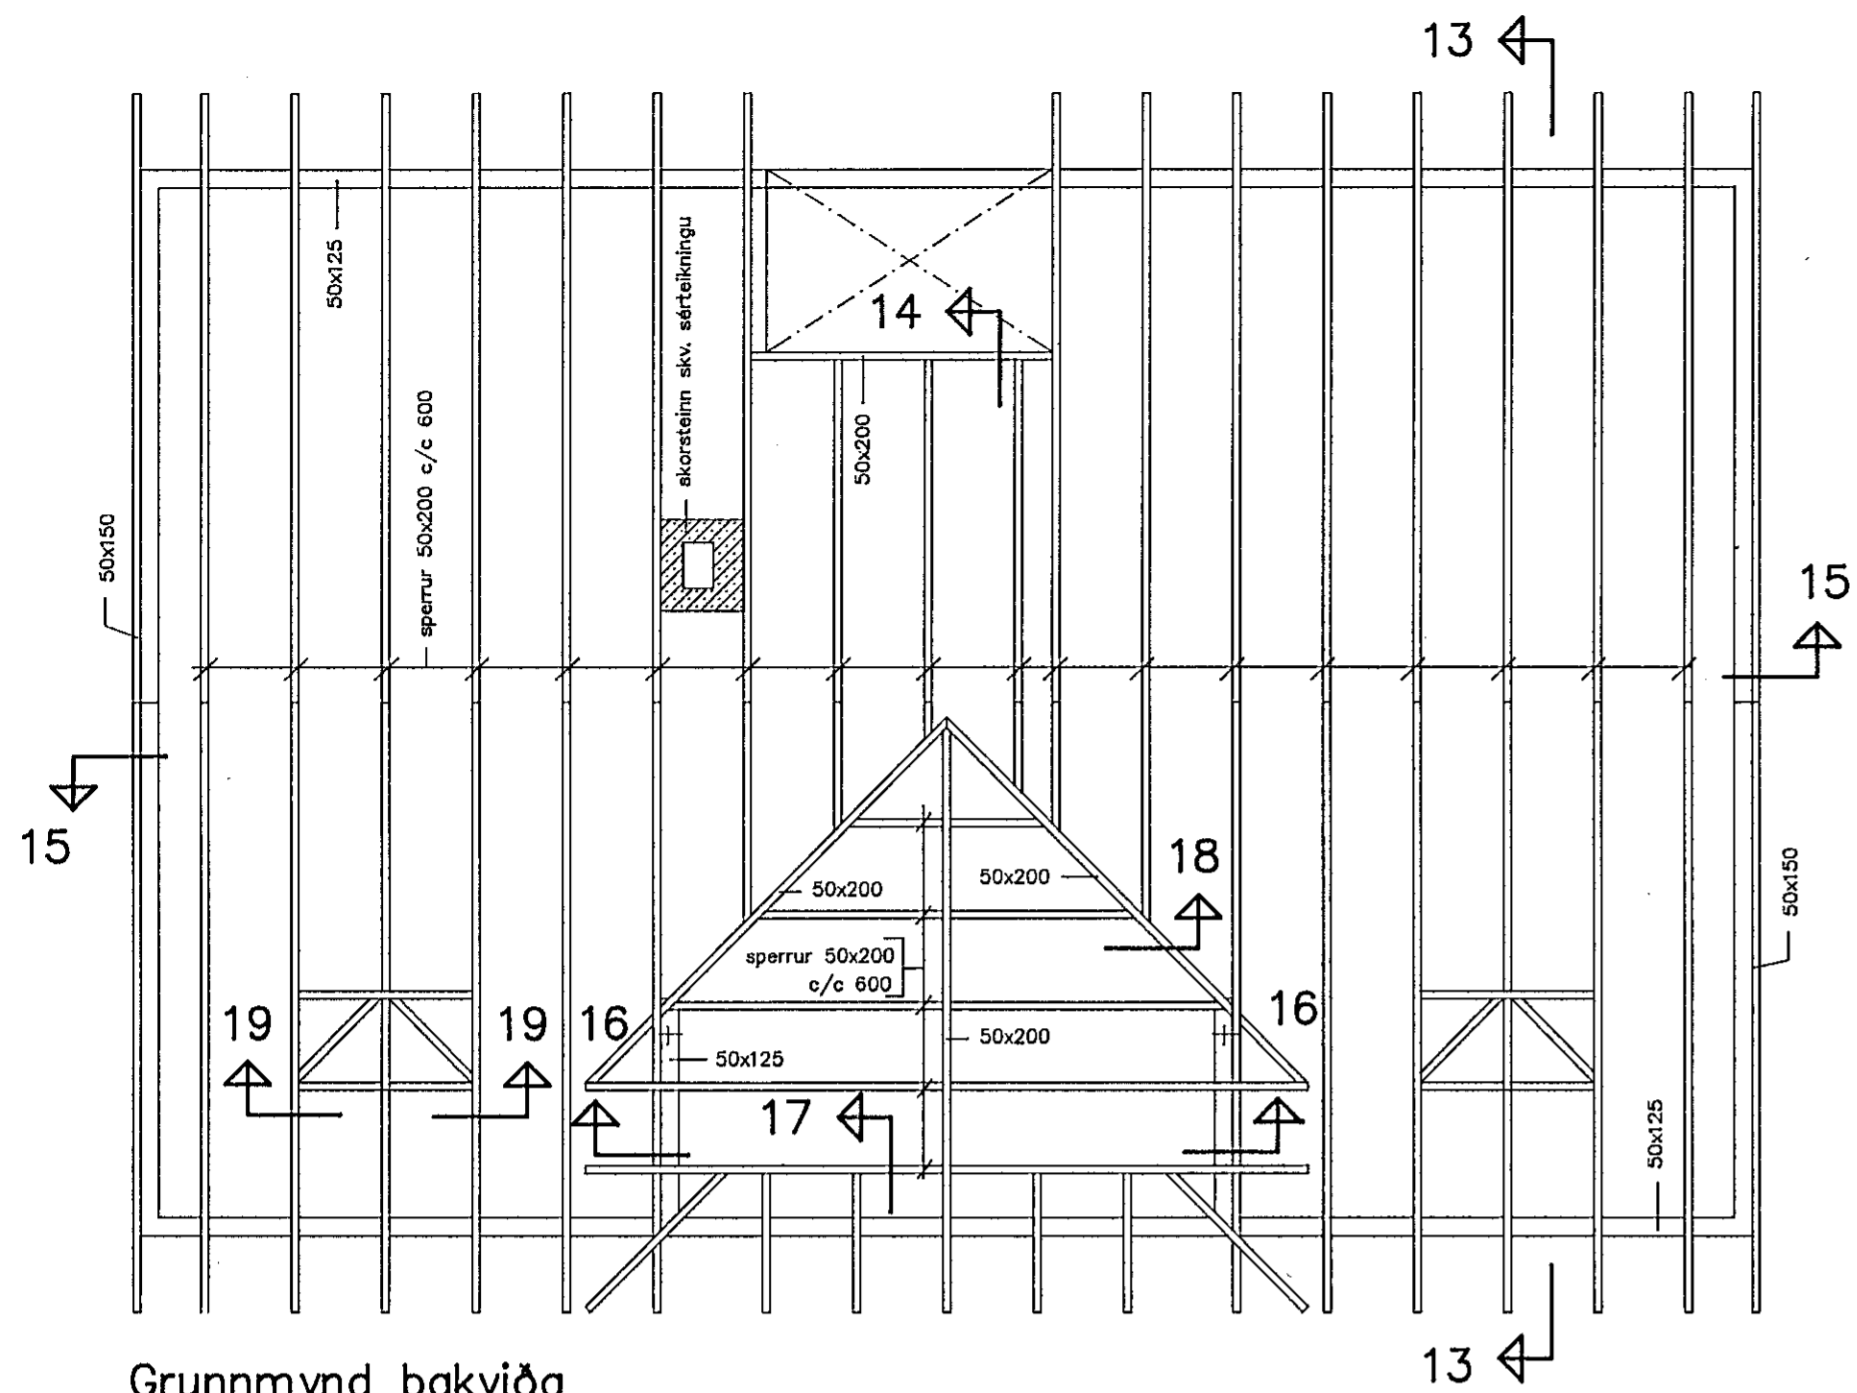 13
50x125
skorsteinn skv. sérteikningu
14
sperrur 50x200 c/c 600
50x200
50x150
15
15
18
50x200
50x200
50x150
sperrur 50x200
c/c 600
19
19
16
16
50x200
50x125
17
50x125
13
Grunnmynd þakviða